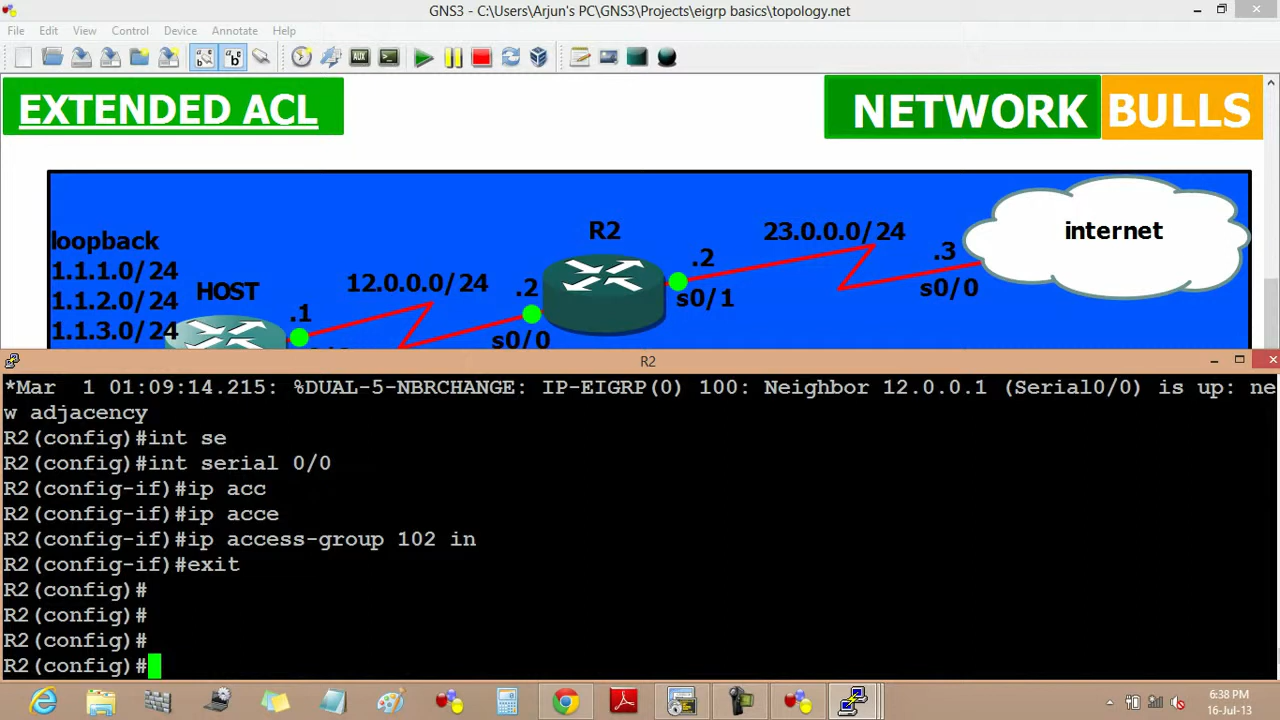 GNS3 - C:\Users\Arjun's PC\GNS3\Projects\eigrp basics\topology.net
File Edit View Control Device Annotate Help
EXTENDED ACL
NETWORK BULLS
loopback
1.1.1.0/24
1.1.2.0/24
1.1.3.0/24
HOST
.1
12.0.0.0/24
.2
s0/0
R2
.2
s0/1
23.0.0.0/24
.3
s0/0
internet
R2
*Mar  1 01:09:14.215: %DUAL-5-NBRCHANGE: IP-EIGRP(0) 100: Neighbor 12.0.0.1 (Serial0/0) is up: ne
w adjacency
R2(config)#int se
R2(config)#int serial 0/0
R2(config-if)#ip acc
R2(config-if)#ip acce
R2(config-if)#ip access-group 102 in
R2(config-if)#exit
R2(config)#
R2(config)#
R2(config)#
R2(config)#
6:38 PM
16-Jul-13